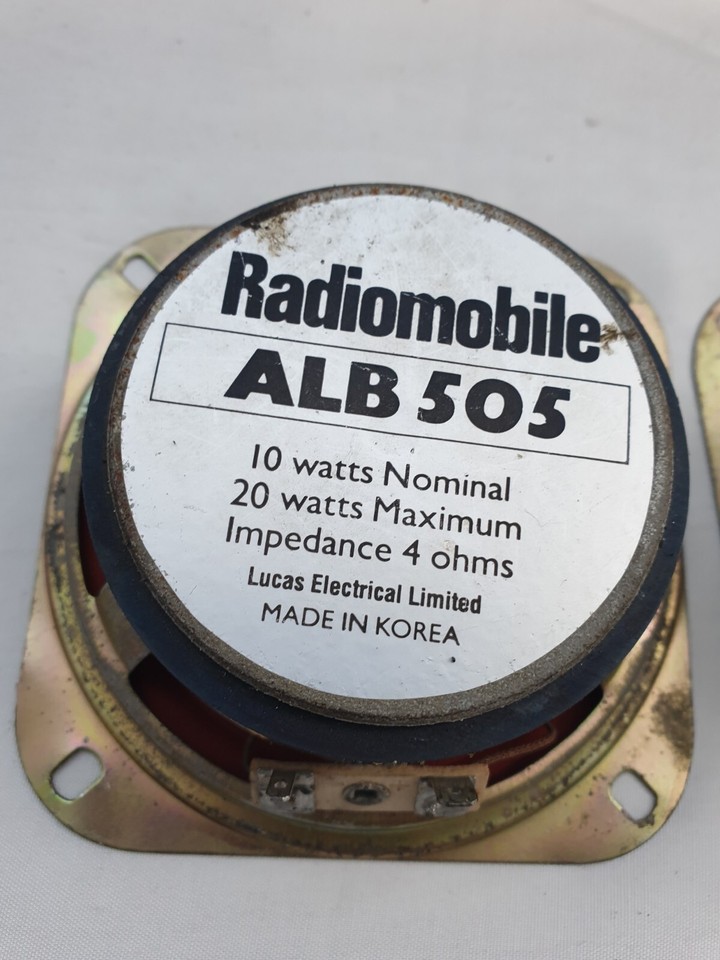 Radiomobile
ALB 505
10 watts Nominal
20 watts Maximum
Impedance 4 ohms
Lucas Electrical Limited
MADE IN KOREA